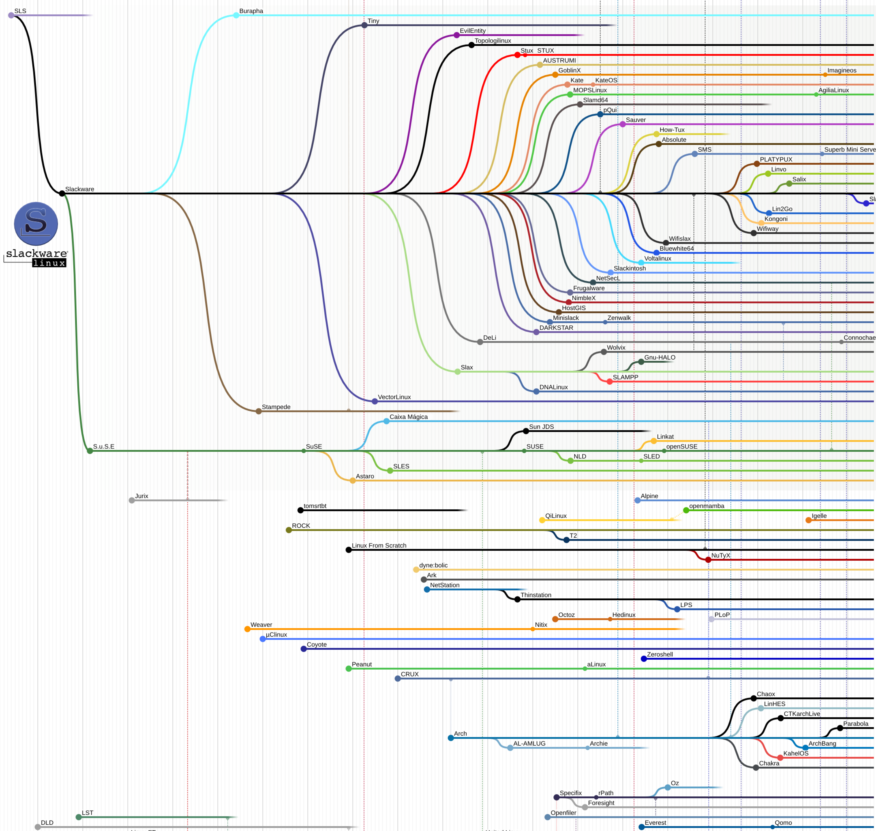 SLS
Burapha
Tiny
EvilEntity
Topologilinux
Stux STUX
AUSTRUMI
GoblinX
Imagineos
Kate
KateOS
MOPSLinux
AgiliaLinux
Slamd64
pQui
Sauver
How-Tux
Absolute
SMS
Superb Mini Serve
PLATYPUX
Linvo
Salix
Slackware
Lin2Go
Kongoni
Wifiway
S
slackware
linux
Wifislax
Bluewhite64
Voltalinux
Slackintosh
NetSecL
Frugalware
NimbleX
HostGIS
Minislack
Zenwalk
DARKSTAR
DeLi
Connochae
Wolvix
Gnu-HALO
Slax
SLAMPP
DNALinux
VectorLinux
Stampede
Caixa Mágica
Sun JDS
Linkat
S.u.S.E
SuSE
SUSE
openSUSE
NLD
SLED
SLES
Astaro
Jurix
Alpine
tomsrtbt
openmamba
QiLinux
Igelle
ROCK
T2
Linux From Scratch
NuTyX
dyne:bolic
Ark
NetStation
Thinstation
LPS
Octoz
Hedinux
PLoP
Weaver
Nitix
µClinux
Coyote
Zeroshell
Peanut
aLinux
CRUX
Chaox
LinHES
CTKarchLive
Parabola
Arch
AL-AMLUG
Archie
ArchBang
KahelOS
Chakra
Oz
Specifix
rPath
Foresight
LST
Openfiler
DLD
Everest
Qomo